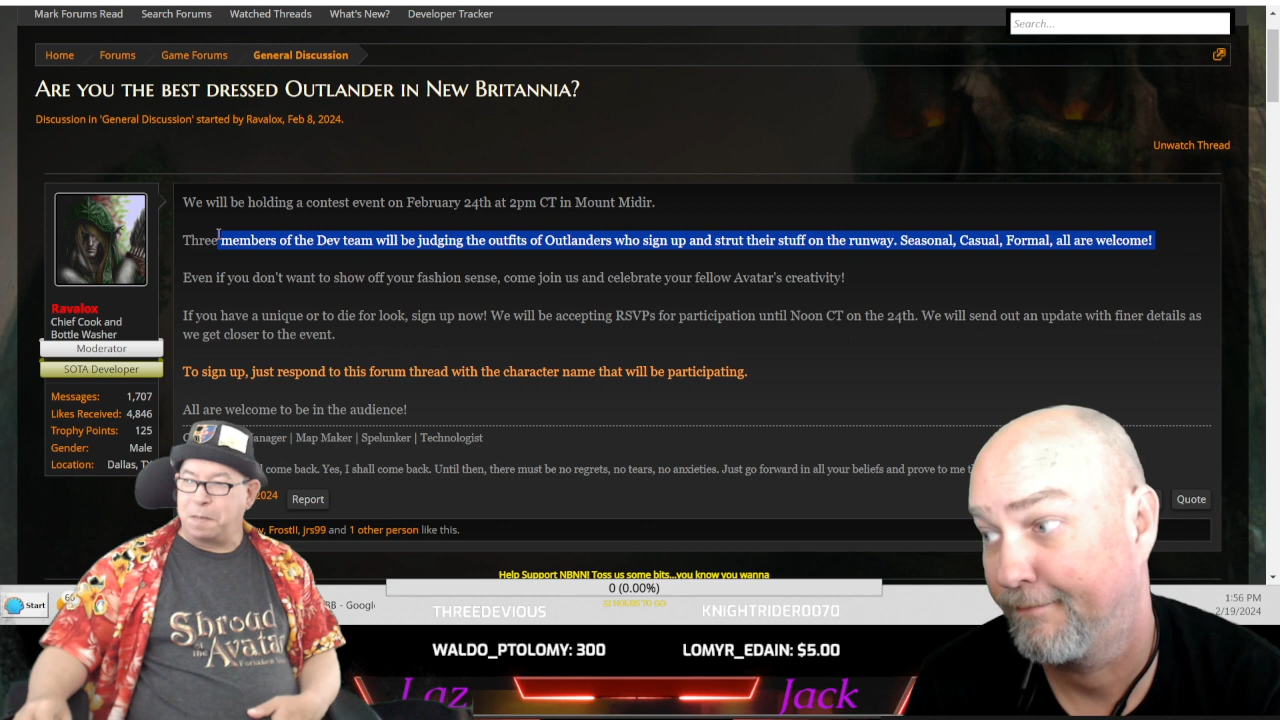 Mark Forums Read Search Forums Watched Threads What's New? Developer Tracker
Search...
Home Forums Game Forums General Discussion
Are you the best dressed Outlander in New Britannia?
Discussion in 'General Discussion' started by Ravalox, Feb 8, 2024.
Unwatch Thread
We will be holding a contest event on February 24th at 2pm CT in Mount Midir.
Three members of the Dev team will be judging the outfits of Outlanders who sign up and strut their stuff on the runway. Seasonal, Casual, Formal, all are welcome!
Even if you don't want to show off your fashion sense, come join us and celebrate your fellow Avatar's creativity!
If you have a unique or to die for look, sign up now! We will be accepting RSVPs for participation until Noon CT on the 24th. We will send out an update with finer details as
we get closer to the event.
To sign up, just respond to this forum thread with the character name that will be participating.
All are welcome to be in the audience!
Ravalox
Chief Cook and
Bottle Washer
Moderator
SOTA Developer
Messages: 1,707
Likes Received: 4,846
Trophy Points: 125
Gender: Male
Location: Dallas,
| Map Maker | Spelunker | Technologist
come back. Yes, I shall come back. Until then, there must be no regrets, no tears, no anxieties. Just go forward in all your beliefs and prove to me
2024 Report Quote
FrostII, jrs99 and 1 other person like this.
Help Support NBNN! Toss us some bits...you know you wanna
0 (0.00%)
Start
1:56 PM
2/19/2024
THREEDEVIOUS KNIGHTRIDER0070
WALDO_PTOLOMY: 300 LOMYR_EDAIN: $5.00
Shroud
of the
Avatar
Laz Jack